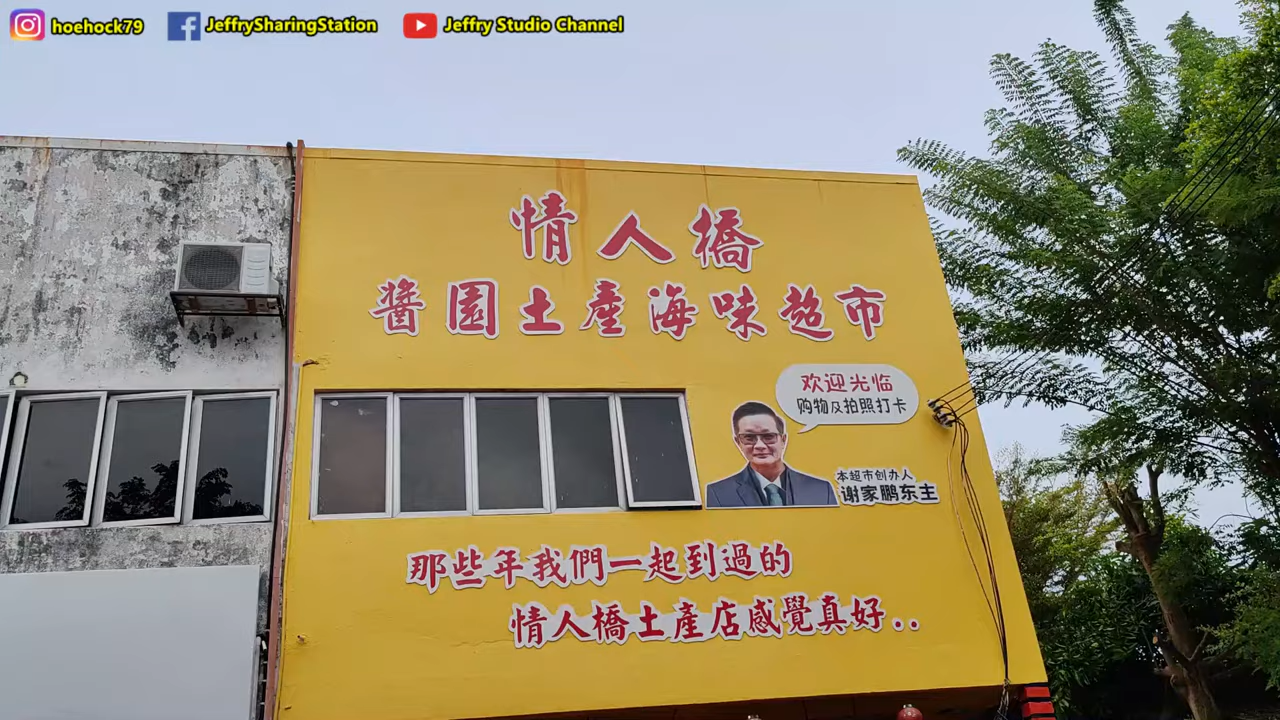 hoehock79 JeffrySharingStation Jeffry Studio Channel
情人橋
醬園土產海味超市
欢迎光临
购物及拍照打卡
本超市创办人
谢家鹏东主
那些年我們一起到過的
情人橋土產店感覺真好..